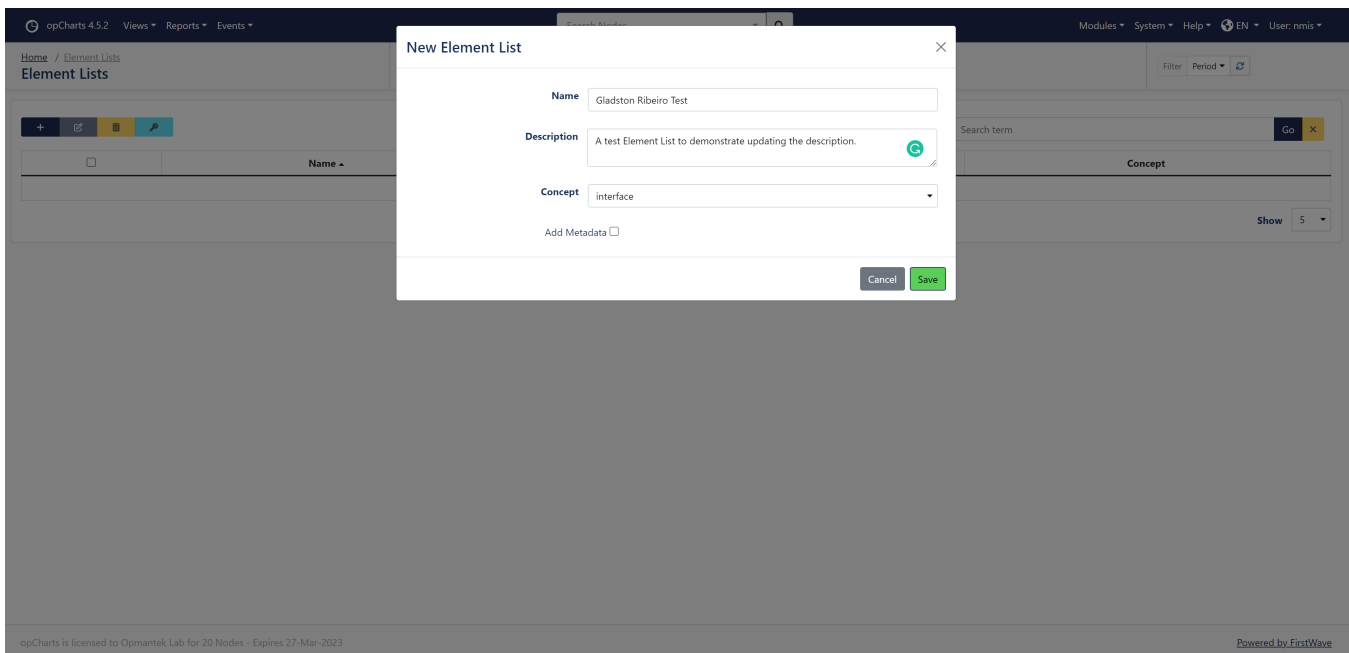 opCharts 4.5.2 Views Reports Events Search Nodes Modules System Help EN User: nmis
Home / Element Lists
Element Lists
Filter Period
New Element List
Name Gladston Ribeiro Test
Description A test Element List to demonstrate updating the description.
Concept interface
Add Metadata
Cancel Save
Search term Go
Name Concept
Show 5
opCharts is licensed to Opmantek Lab for 20 Nodes - Expires 27-Mar-2023 Powered by FirstWave